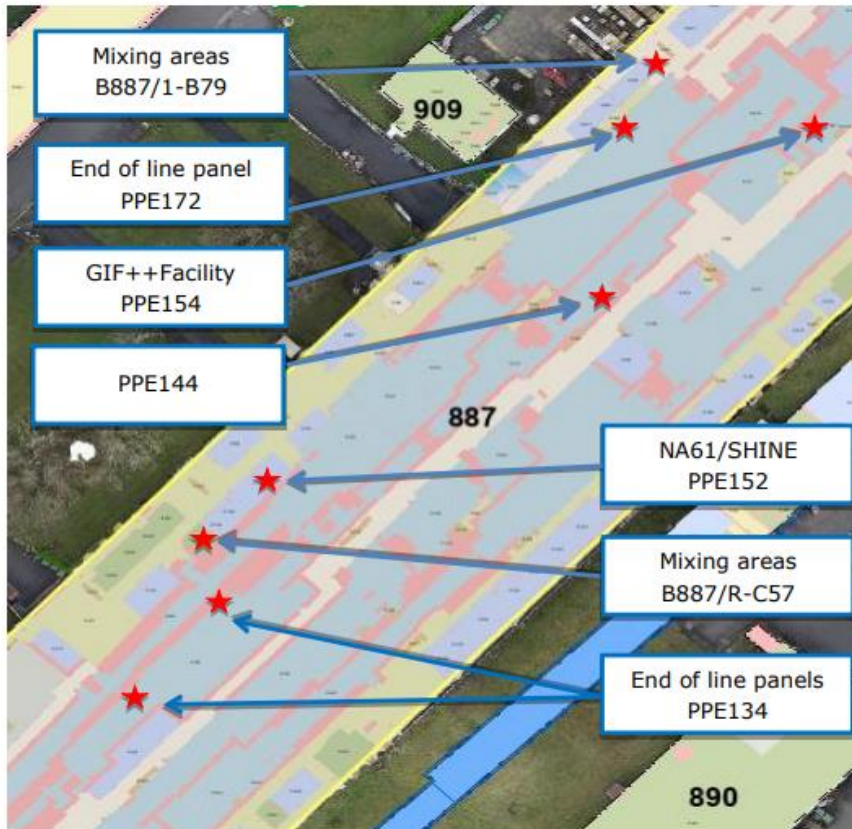 Mixing areas
B887/1-B79
909
End of line panel
PPE172
GIF++Facility
PPE154
PPE144
887
NA61/SHINE
PPE152
Mixing areas
B887/R-C57
End of line panels
PPE134
890